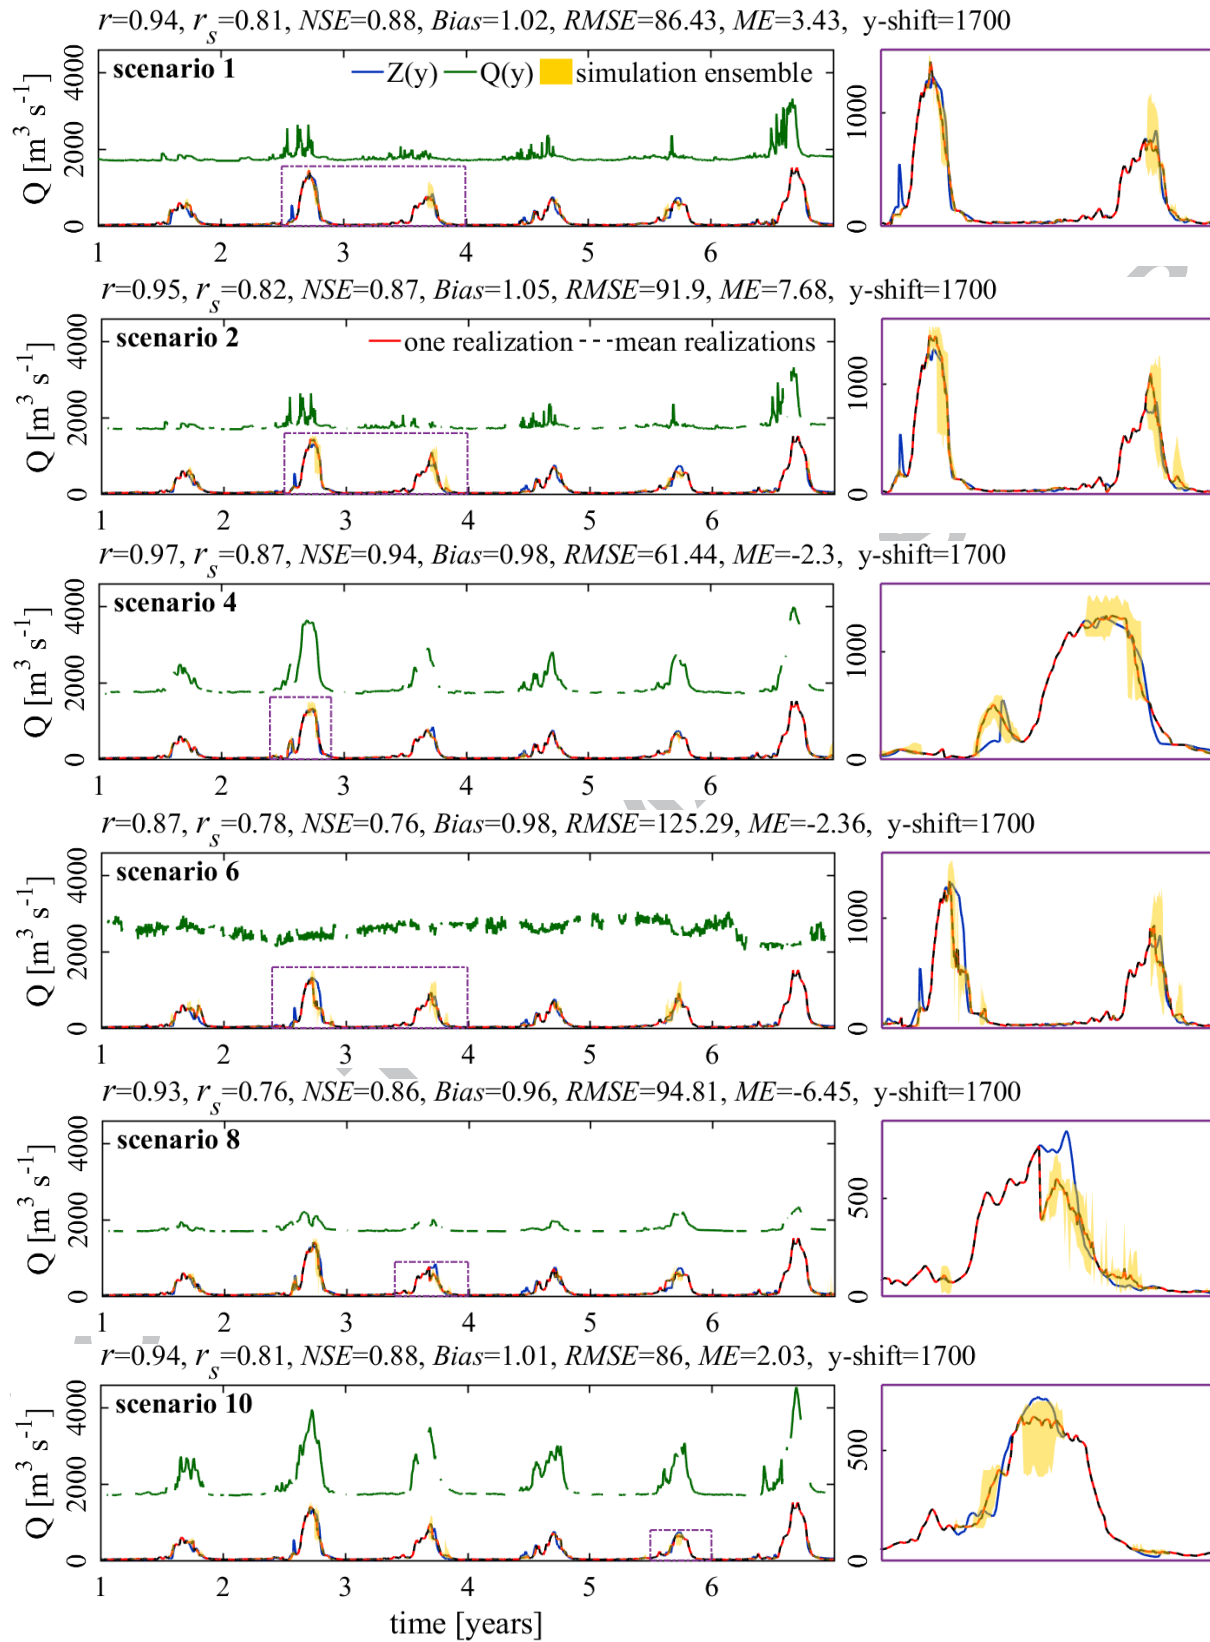 r=0.94, rs=0.81, NSE=0.88, Bias=1.02, RMSE=86.43, ME=3.43, y-shift=1700
scenario 1 Z(y) Q(y) simulation ensemble
Q [m3 s-1]
4000
2000
0
1 2 3 4 5 6
1000
0
r=0.95, rs=0.82, NSE=0.87, Bias=1.05, RMSE=91.9, ME=7.68, y-shift=1700
scenario 2 one realization mean realizations
Q [m3 s-1]
4000
2000
0
1 2 3 4 5 6
1000
0
r=0.97, rs=0.87, NSE=0.94, Bias=0.98, RMSE=61.44, ME=-2.3, y-shift=1700
scenario 4
Q [m3 s-1]
4000
2000
0
1 2 3 4 5 6
1000
0
r=0.87, rs=0.78, NSE=0.76, Bias=0.98, RMSE=125.29, ME=-2.36, y-shift=1700
scenario 6
Q [m3 s-1]
4000
2000
0
1 2 3 4 5 6
1000
0
r=0.93, rs=0.76, NSE=0.86, Bias=0.96, RMSE=94.81, ME=-6.45, y-shift=1700
scenario 8
Q [m3 s-1]
4000
2000
0
1 2 3 4 5 6
500
0
r=0.94, rs=0.81, NSE=0.88, Bias=1.01, RMSE=86, ME=2.03, y-shift=1700
scenario 10
Q [m3 s-1]
4000
2000
0
1 2 3 4 5 6
500
0
time [years]